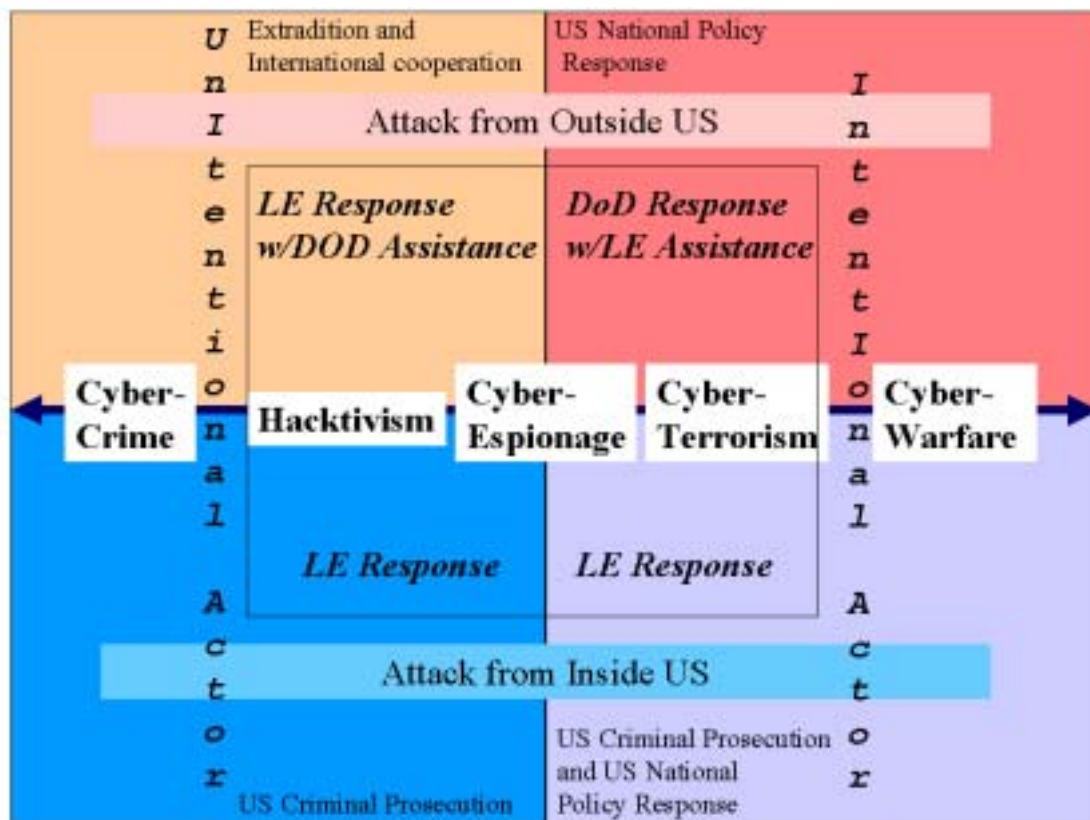 Extradition and
International cooperation
US National Policy
Response
UnItentional Actor
IntentIonal Actor
Attack from Outside US
LE Response
w/DOD Assistance
DoD Response
w/LE Assistance
Cyber-
Crime
Hacktivism
Cyber-
Espionage
Cyber-
Terrorism
Cyber-
Warfare
LE Response
LE Response
Attack from Inside US
US Criminal Prosecution
US Criminal Prosecution
and US National
Policy Response